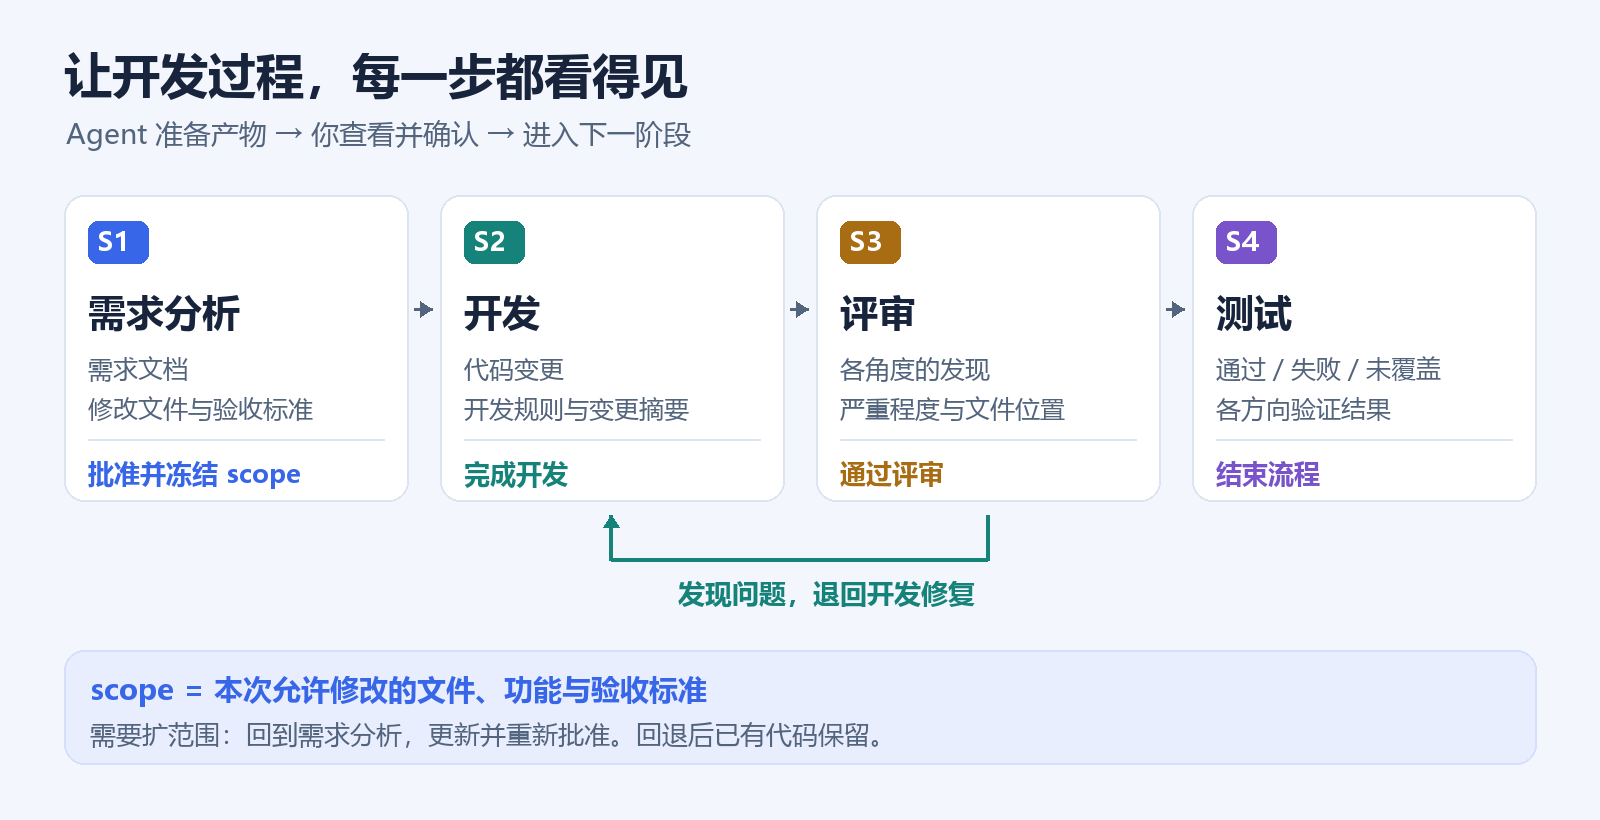 让开发过程，每一步都看得见
Agent 准备产物 → 你查看并确认 → 进入下一阶段
S1
需求分析
需求文档
修改文件与验收标准
批准并冻结 scope
S2
开发
代码变更
开发规则与变更摘要
完成开发
S3
评审
各角度的发现
严重程度与文件位置
通过评审
S4
测试
通过 / 失败 / 未覆盖
各方向验证结果
结束流程
发现问题，退回开发修复
scope = 本次允许修改的文件、功能与验收标准
需要扩范围：回到需求分析，更新并重新批准。回退后已有代码保留。